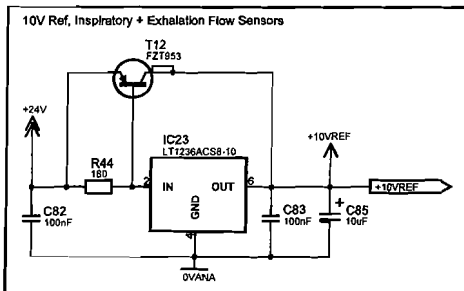 10V Ref, Inspiratory + Exhalation Flow Sensors
T12
FZT953
+24V
IC23
LT1236ACS8-10
+10VREF
R44
180
2 IN OUT 6
+10VREF
GND
4
C82
100nF
C83
100nF
+ C85
10uF
0VANA